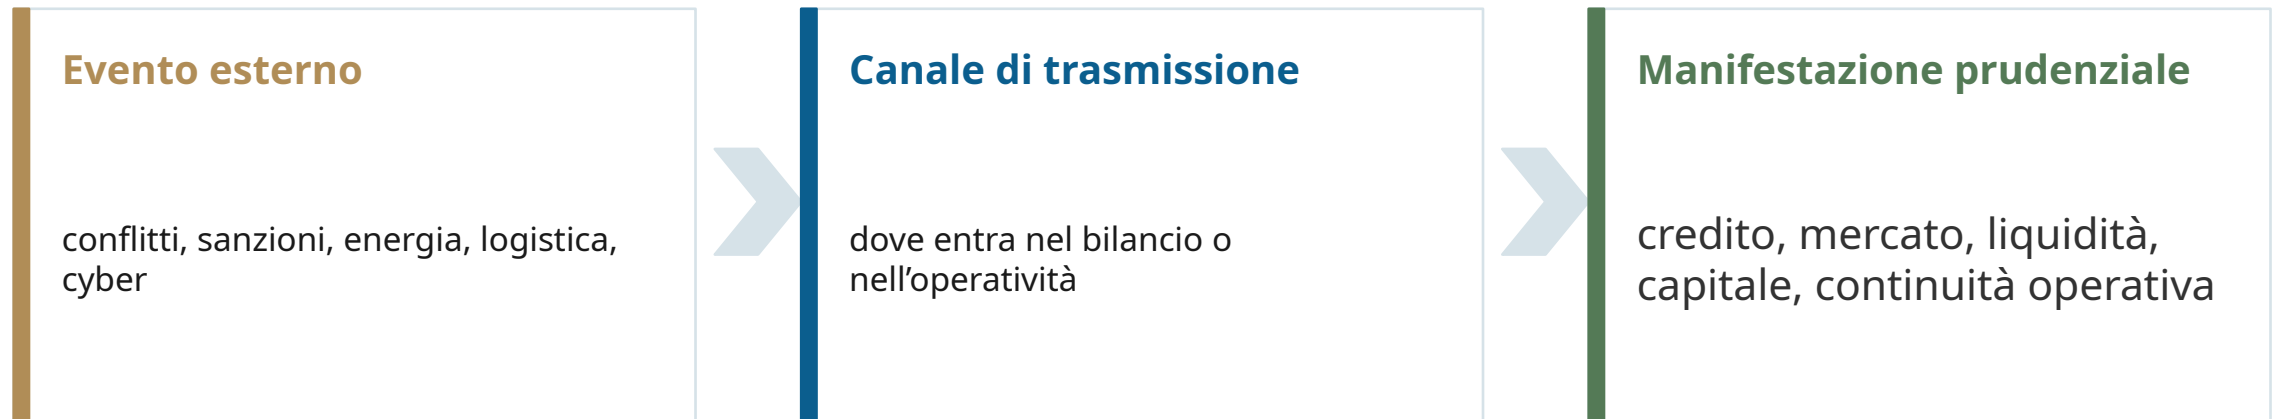 Evento esterno
conflitti, sanzioni, energia, logistica,
cyber
Canale di trasmissione
dove entra nel bilancio o
nell’operatività
Manifestazione prudenziale
credito, mercato, liquidità,
capitale, continuità operativa